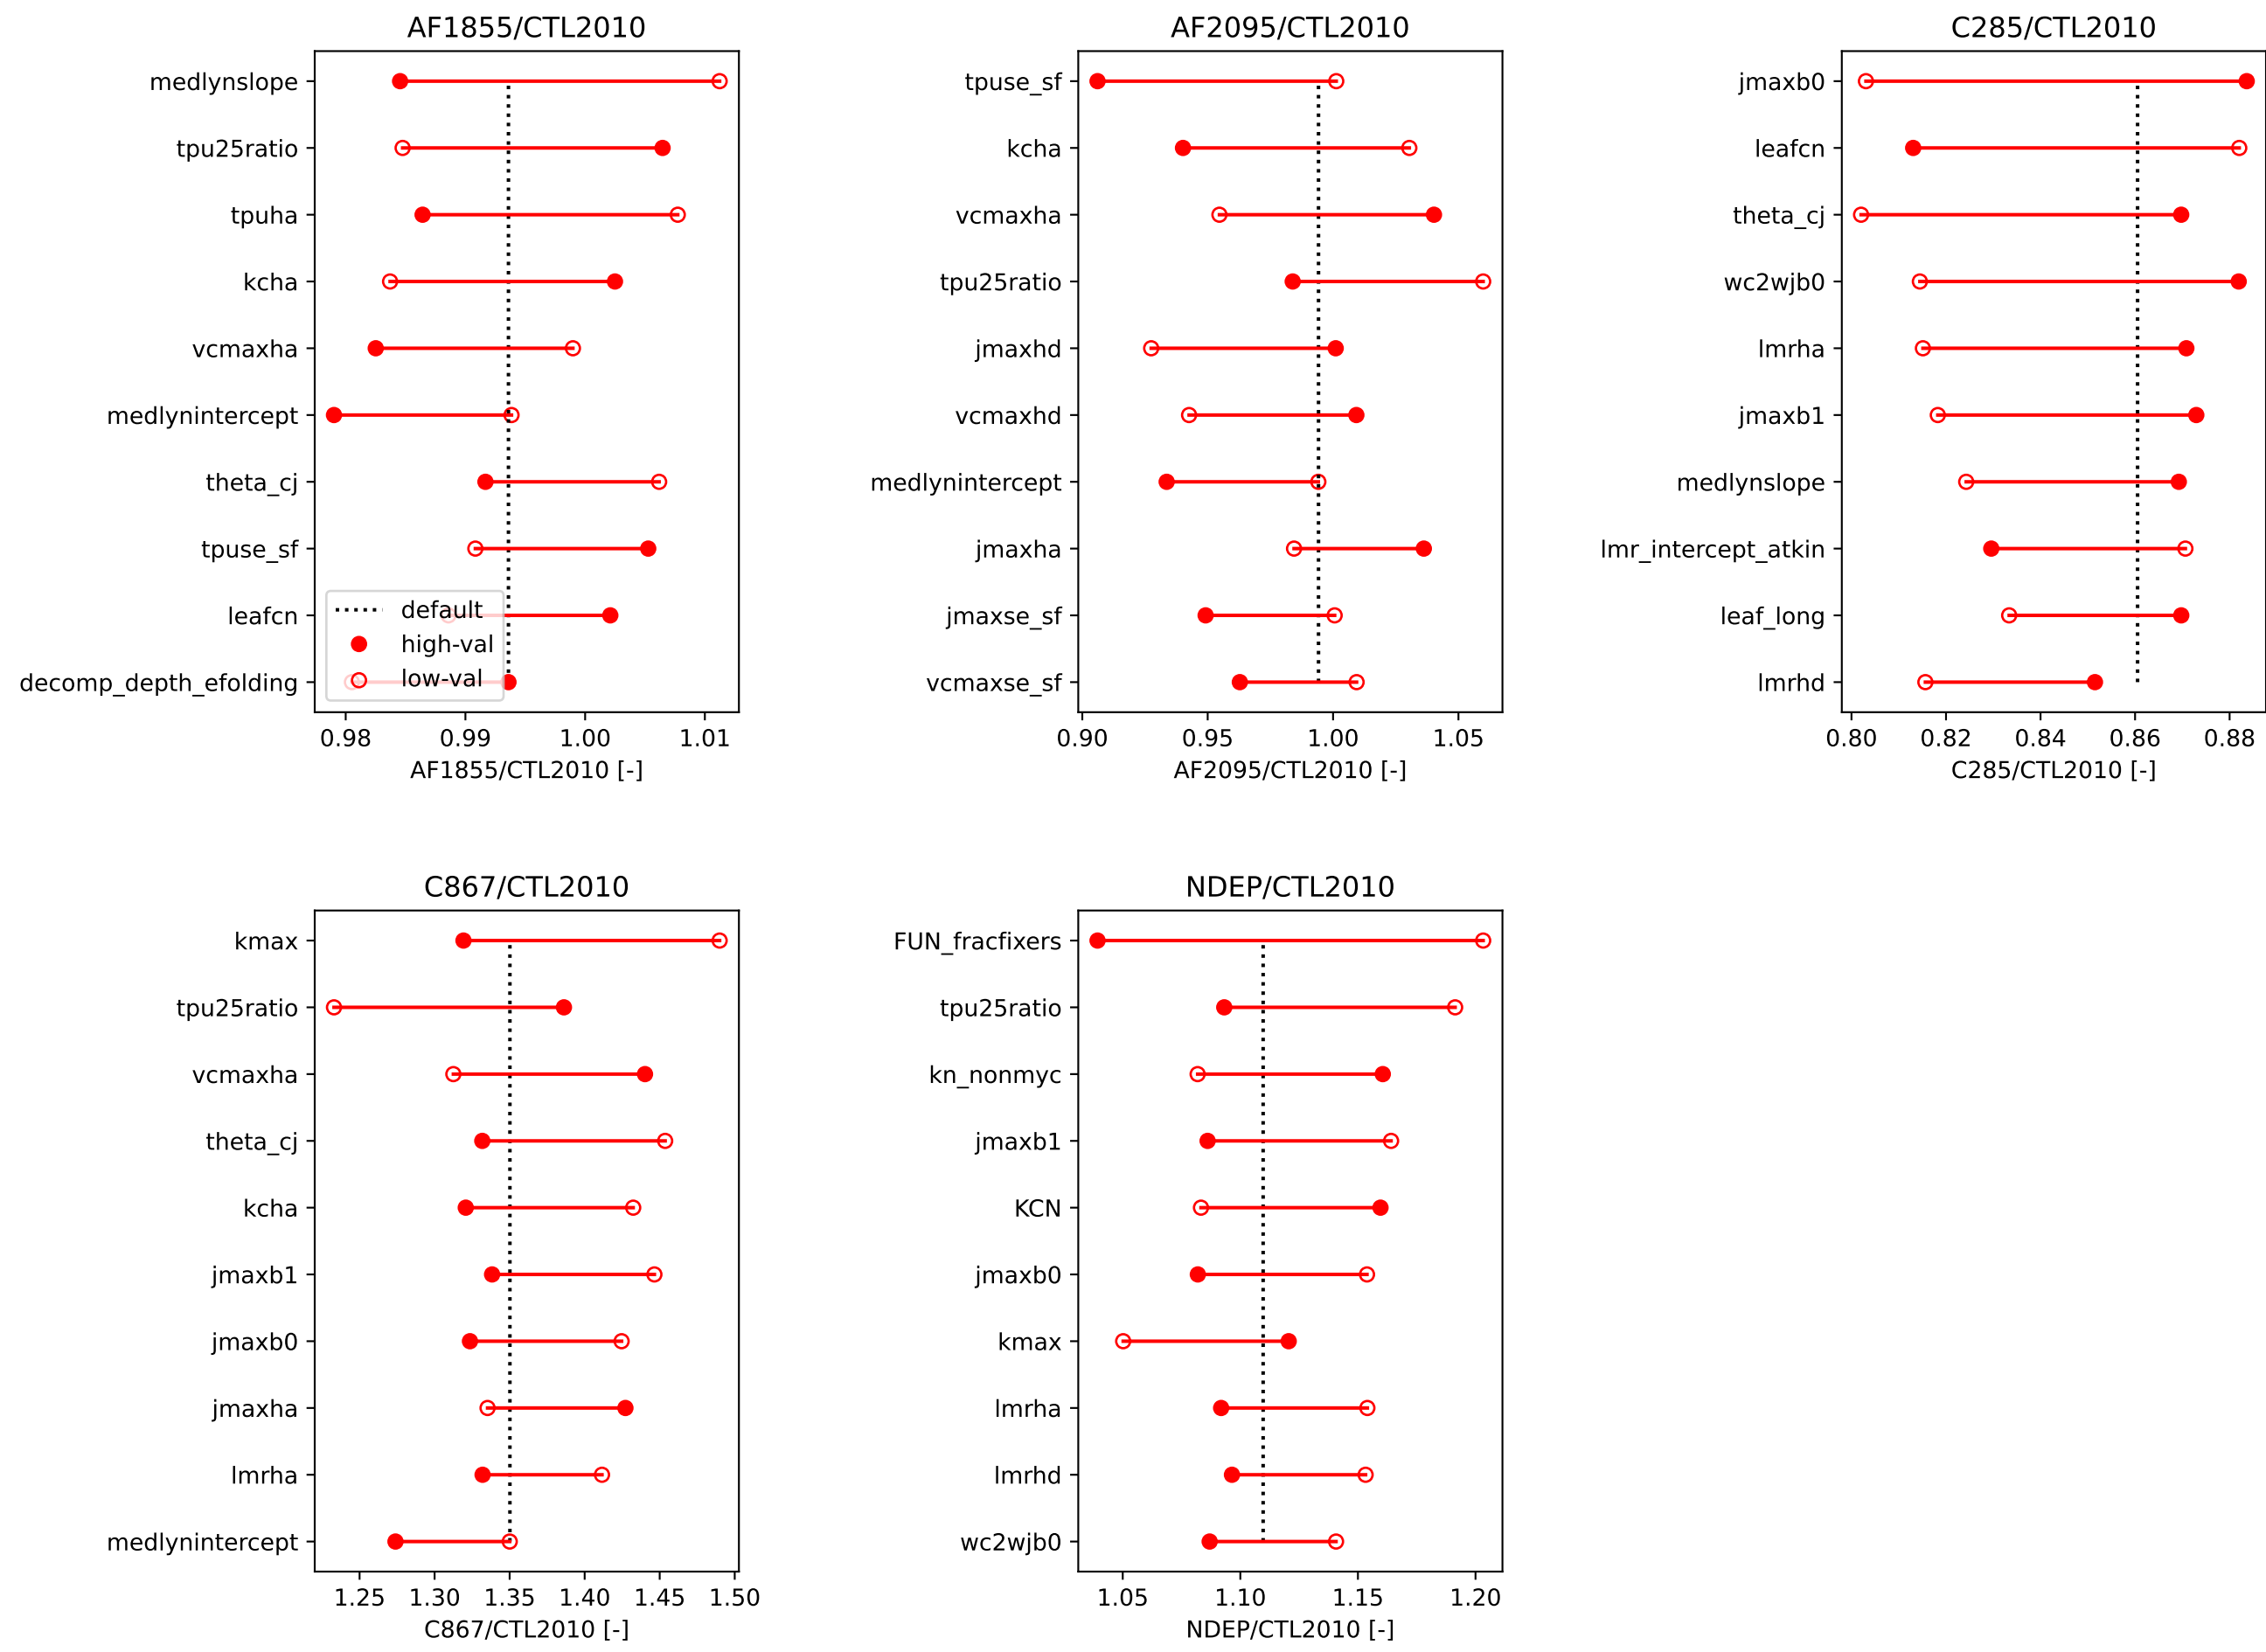 AF1855/CTL2010
medlynslope
tpu25ratio
tpuha
kcha
vcmaxha
medlynintercept
theta_cj
tpuse_sf
leafcn
decomp_depth_efolding
default
high-val
low-val
0.98 0.99 1.00 1.01
AF1855/CTL2010 [-]
AF2095/CTL2010
tpuse_sf
kcha
vcmaxha
tpu25ratio
jmaxhd
vcmaxhd
medlynintercept
jmaxha
jmaxse_sf
vcmaxse_sf
0.90 0.95 1.00 1.05
AF2095/CTL2010 [-]
C285/CTL2010
jmaxb0
leafcn
theta_cj
wc2wjb0
lmrha
jmaxb1
medlynslope
lmr_intercept_atkin
leaf_long
lmrhd
0.80 0.82 0.84 0.86 0.88
C285/CTL2010 [-]
C867/CTL2010
kmax
tpu25ratio
vcmaxha
theta_cj
kcha
jmaxb1
jmaxb0
jmaxha
lmrha
medlynintercept
1.25 1.30 1.35 1.40 1.45 1.50
C867/CTL2010 [-]
NDEP/CTL2010
FUN_fracfixers
tpu25ratio
kn_nonmyc
jmaxb1
KCN
jmaxb0
kmax
lmrha
lmrhd
wc2wjb0
1.05 1.10 1.15 1.20
NDEP/CTL2010 [-]